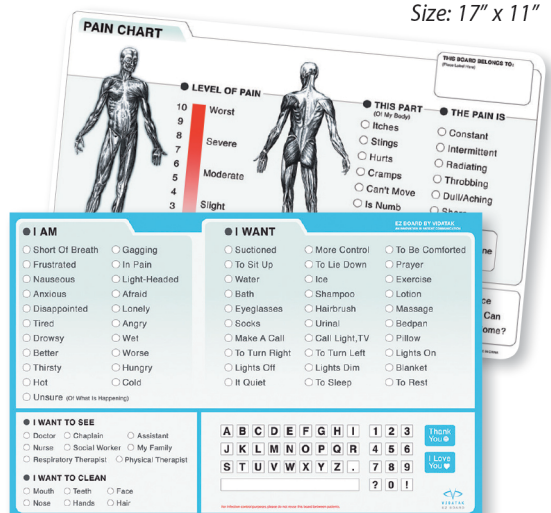 Size: 17" x 11"
PAIN CHART
THIS BOARD BELONGS TO:
(Place Label Here)
LEVEL OF PAIN
10 Worst
9
8
7 Severe
6
5 Moderate
4
3 Slight
THIS PART
(Of My Body)
Itches
Stings
Hurts
Cramps
Can't Move
Is Numb
THE PAIN IS
Constant
Intermittent
Radiating
Throbbing
Dull/Aching
Can
ome?
EZ BOARD BY VIDATAK
I AM
Short Of Breath Gagging
Frustrated In Pain
Nauseous Light-Headed
Anxious Afraid
Disappointed Lonely
Tired Angry
Drowsy Wet
Better Worse
Thirsty Hungry
Hot Cold
Unsure (Of What Is Happening)
I WANT
Suctioned More Control To Be Comforted
To Sit Up To Lie Down Prayer
Water Ice Exercise
Bath Shampoo Lotion
Eyeglasses Hairbrush Massage
Socks Urinal Bedpan
Make A Call Call Light,TV Pillow
To Turn Right To Turn Left Lights On
Lights Off Lights Dim Blanket
It Quiet To Sleep To Rest
I WANT TO SEE
Doctor Chaplain Assistant
Nurse Social Worker My Family
Respiratory Therapist Physical Therapist
I WANT TO CLEAN
Mouth Teeth Face
Nose Hands Hair
A B C D E F G H I 1 2 3
J K L M N O P Q R 4 5 6
S T U V W X Y Z . 7 8 9
? 0 !
Thank
You
I Love
You
VIDATAK
EZ BOARD